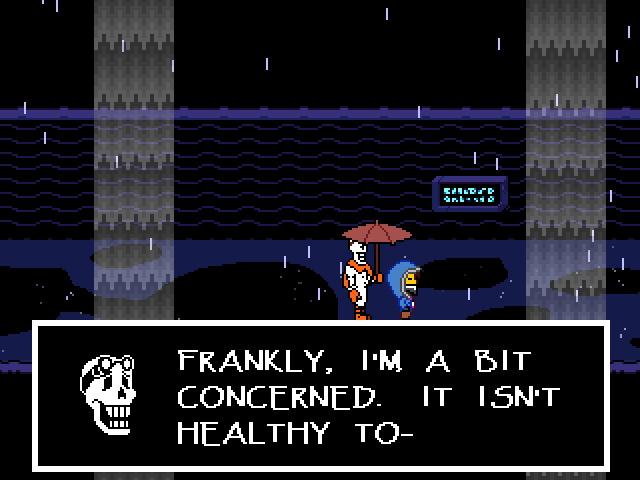 FRANKLY, I'M A BIT
CONCERNED. IT ISN'T
HEALTHY TO-